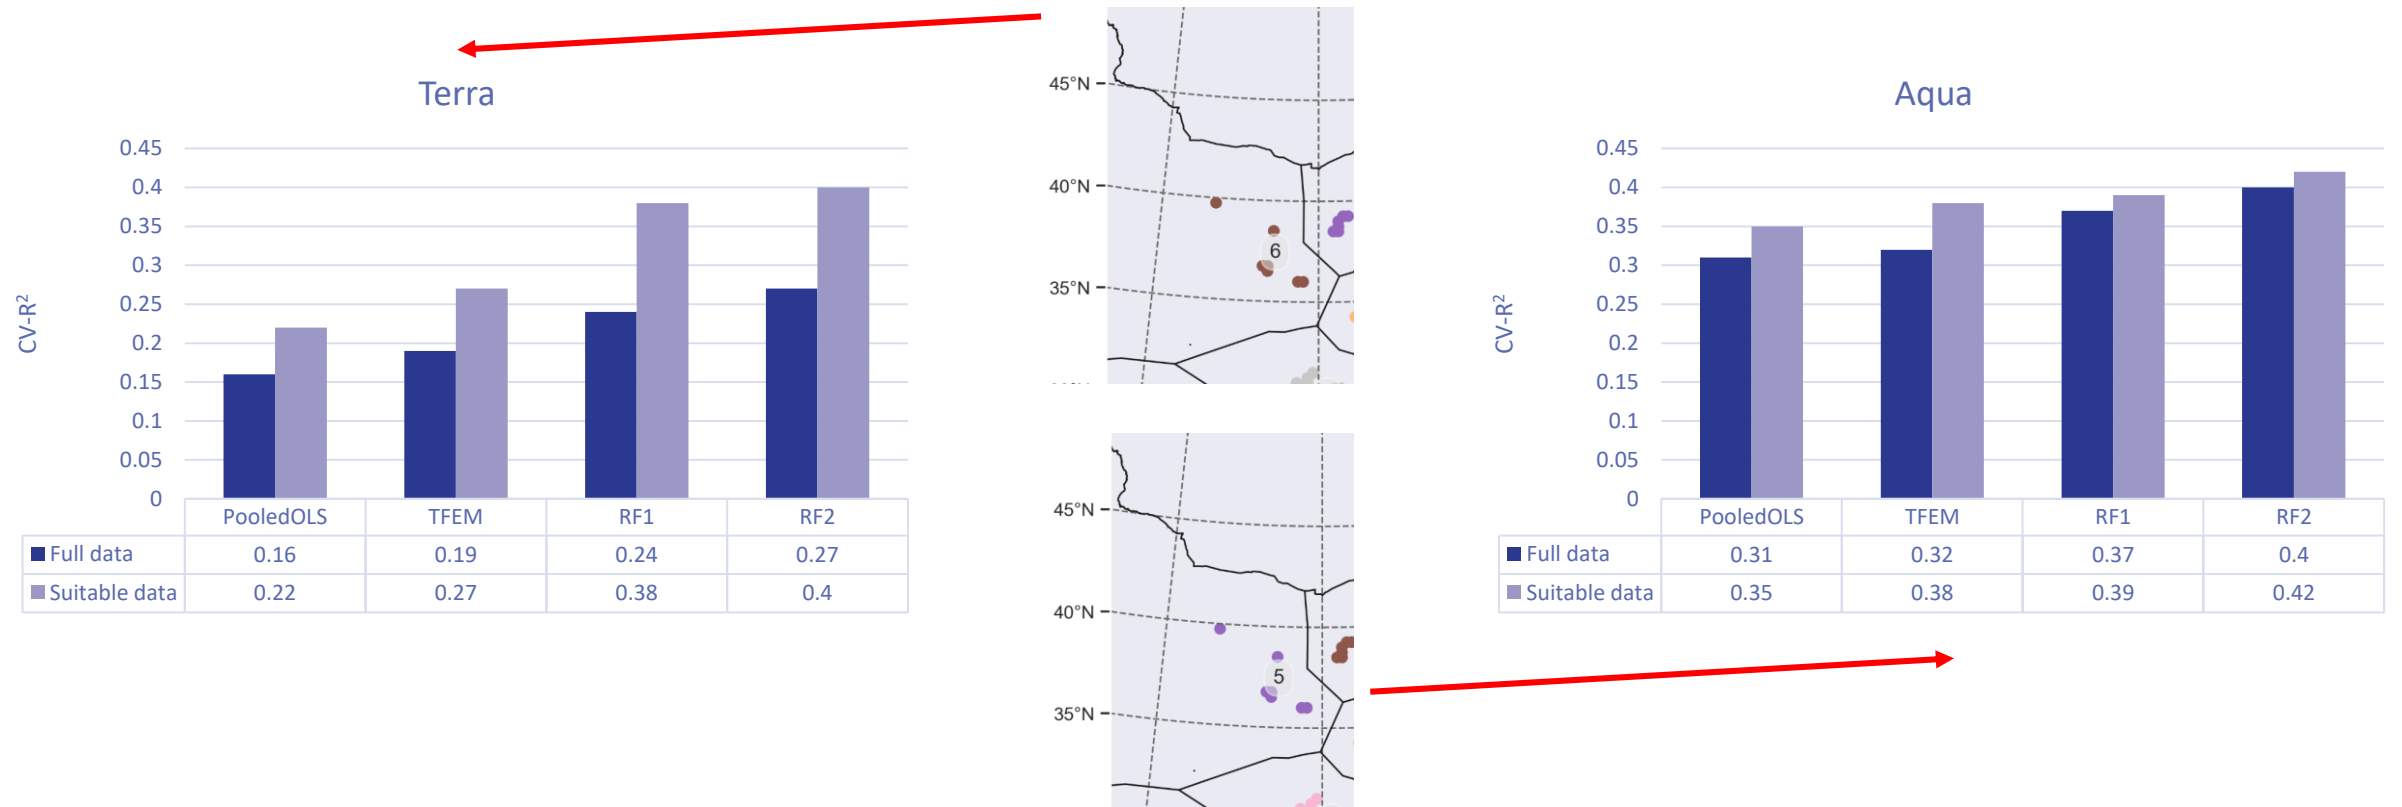 Terra
0.45
0.4
0.35
0.3
0.25
0.2
0.15
0.1
0.05
0
CV-R²
PooledOLS TFEM RF1 RF2
Full data 0.16 0.19 0.24 0.27
Suitable data 0.22 0.27 0.38 0.4
45°N
40°N
6
35°N
45°N
40°N
5
35°N
Aqua
0.45
0.4
0.35
0.3
0.25
0.2
0.15
0.1
0.05
0
CV-R²
PooledOLS TFEM RF1 RF2
Full data 0.31 0.32 0.37 0.4
Suitable data 0.35 0.38 0.39 0.42